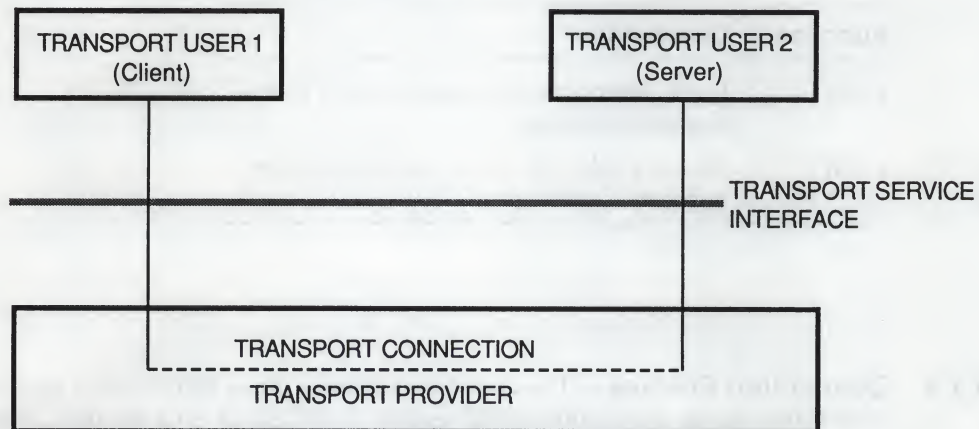 TRANSPORT USER 1
(Client)
TRANSPORT USER 2
(Server)
TRANSPORT SERVICE
INTERFACE
TRANSPORT CONNECTION
TRANSPORT PROVIDER